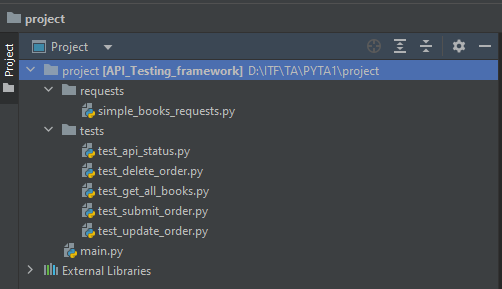 project
Project
Project
project [API_Testing_framework] D:\ITF\TA\PYTA1\project
requests
simple_books_requests.py
tests
test_api_status.py
test_delete_order.py
test_get_all_books.py
test_submit_order.py
test_update_order.py
main.py
External Libraries